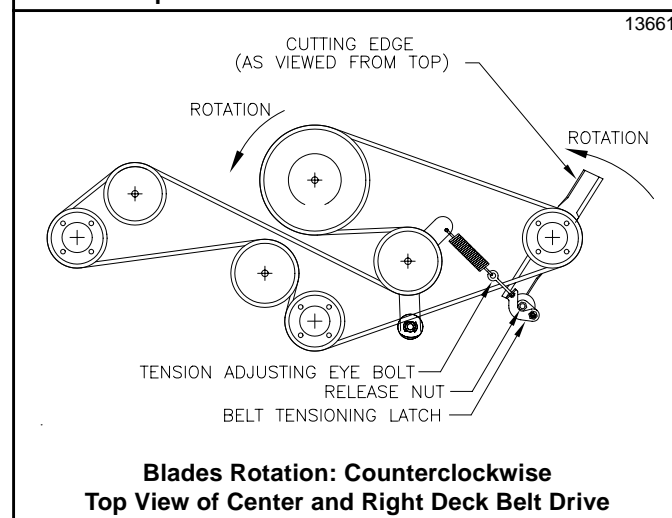 13661
CUTTING EDGE
(AS VIEWED FROM TOP)
ROTATION
ROTATION
TENSION ADJUSTING EYE BOLT
RELEASE NUT
BELT TENSIONING LATCH
Blades Rotation: Counterclockwise
Top View of Center and Right Deck Belt Drive